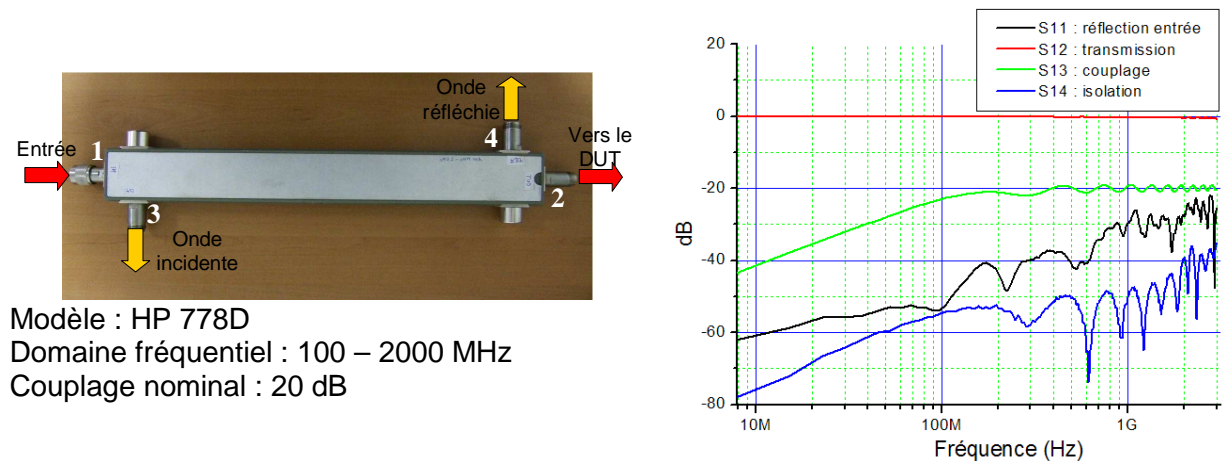 Entrée
1
Onde
réfléchie
4
Vers le
DUT
2
3
Onde
incidente
Modèle : HP 778D
Domaine fréquentiel : 100 – 2000 MHz
Couplage nominal : 20 dB
S11 : réflection entrée
S12 : transmission
S13 : couplage
S14 : isolation
20
0
-20
-40
-60
-80
dB
10M
100M
1G
Fréquence (Hz)